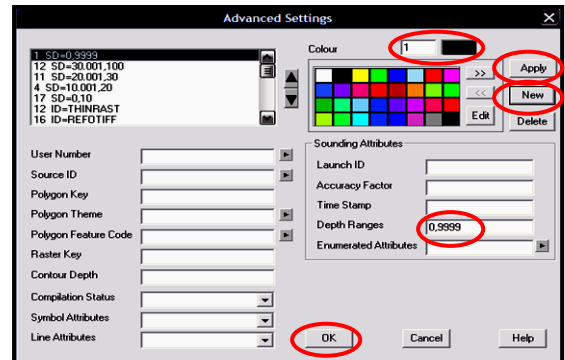 Advanced Settings
1 SD=0,9999
12 SD=30.001,100
11 SD=20.001,30
4 SD=10.001,20
17 SD=0,10
12 ID=THINRAST
16 ID=REFOTIFF
Colour 1
>>
<<
Edit
Apply
New
Delete
User Number
Source ID
Polygon Key
Polygon Theme
Polygon Feature Code
Raster Key
Contour Depth
Compilation Status
Symbol Attributes
Line Attributes
Sounding Attributes
Launch ID
Accuracy Factor
Time Stamp
Depth Ranges 0,9999
Enumerated Attributes
OK Cancel Help